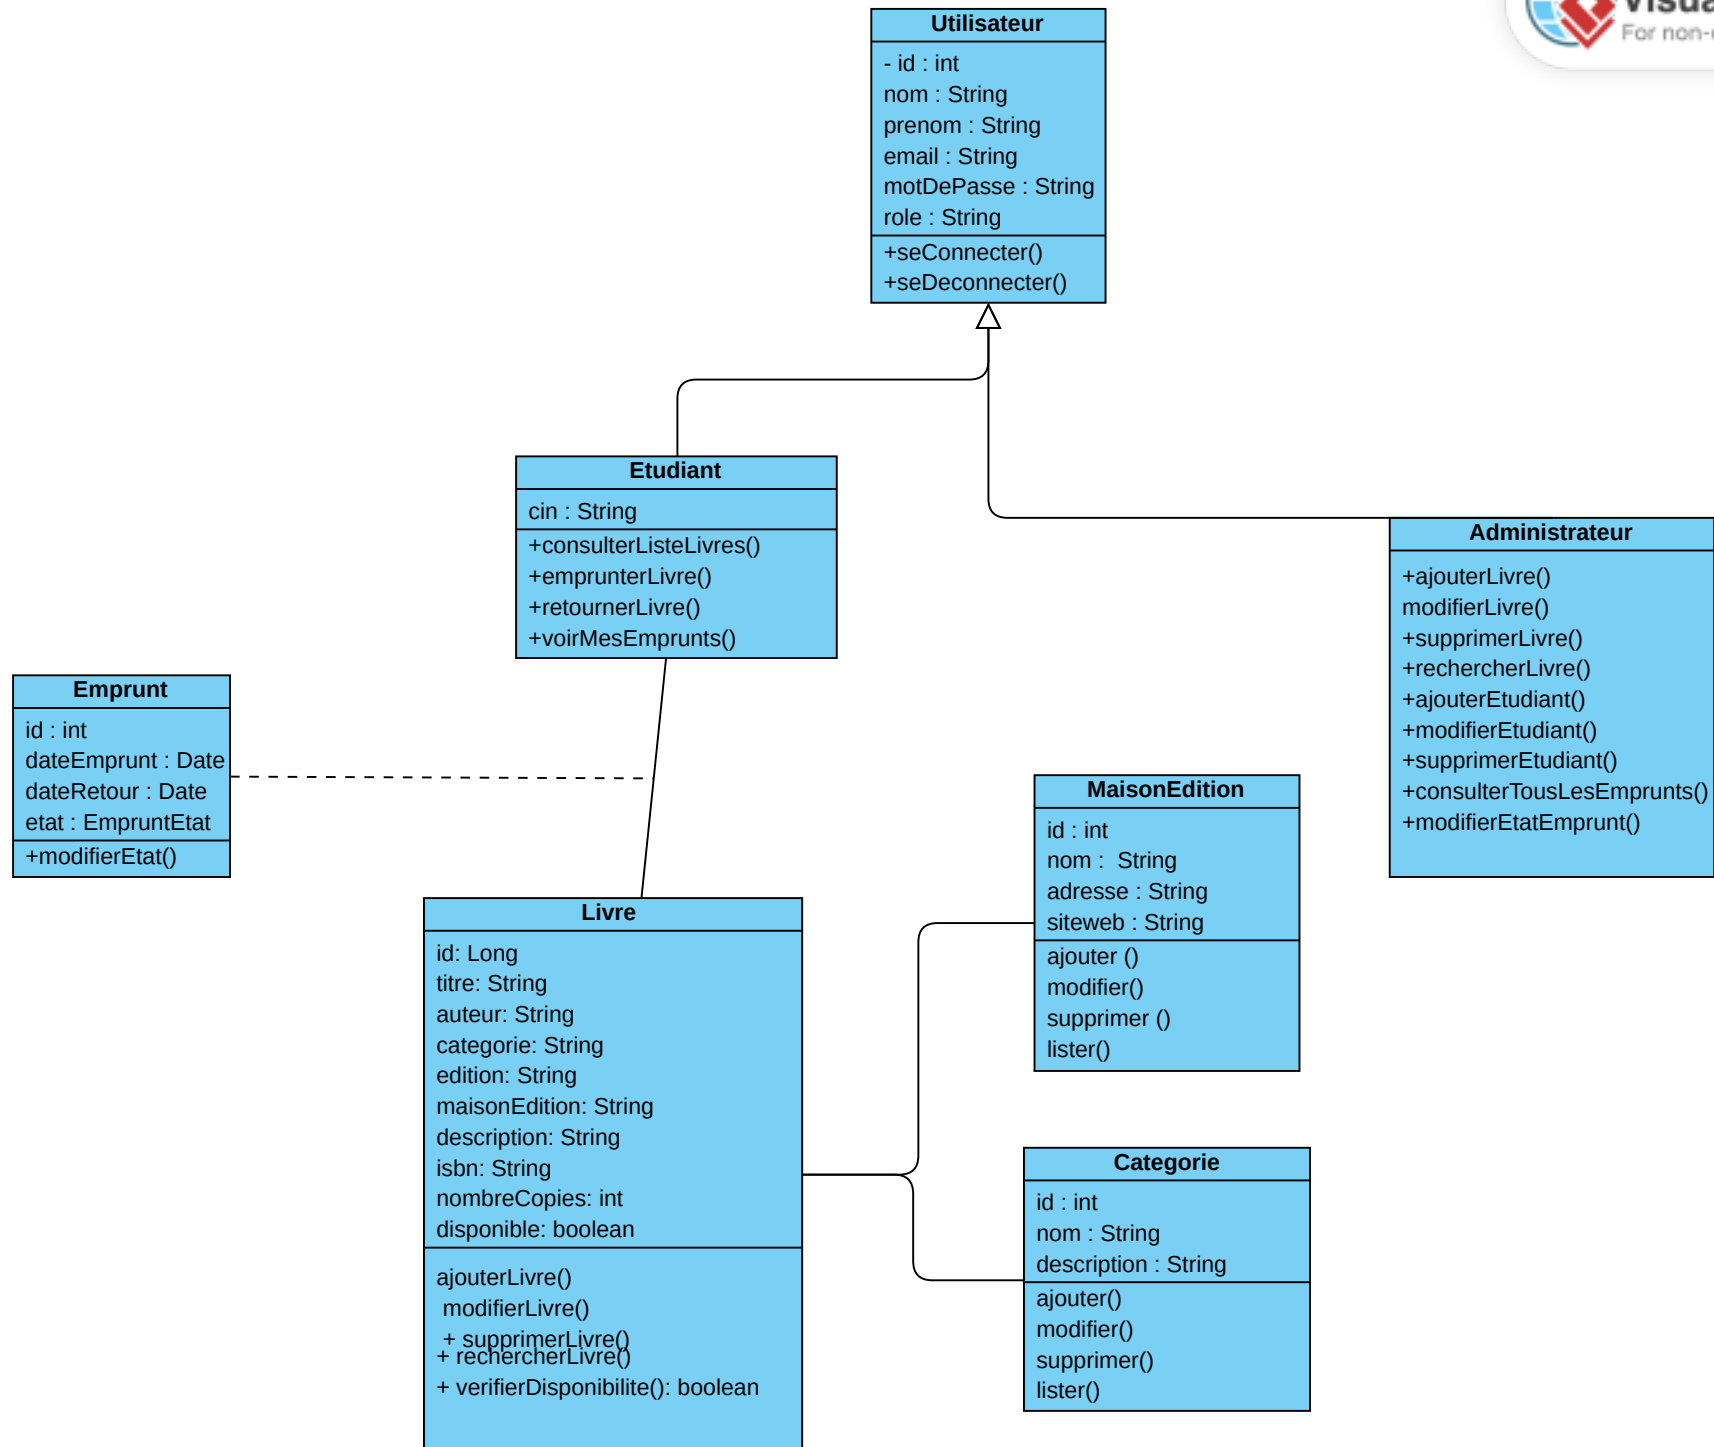 Utilisateur
- id : int
nom : String
prenom : String
email : String
motDePasse : String
role : String
+seConnecter()
+seDeconnecter()
For non-
Etudiant
cin : String
+consulterListeLivres()
+emprunterLivre()
+retournerLivre()
+voirMesEmprunts()
Administrateur
+ajouterLivre()
modifierLivre()
+supprimerLivre()
+rechercherLivre()
+ajouterEtudiant()
+modifierEtudiant()
+supprimerEtudiant()
+consulterTousLesEmprunts()
+modifierEtatEmprunt()
Emprunt
id : int
dateEmprunt : Date
dateRetour : Date
etat : EmpruntEtat
+modifierEtat()
MaisonEdition
id : int
nom :  String
adresse : String
siteweb : String
ajouter ()
modifier()
supprimer ()
lister()
Livre
id: Long
titre: String
auteur: String
categorie: String
edition: String
maisonEdition: String
description: String
isbn: String
nombreCopies: int
disponible: boolean
ajouterLivre()
modifierLivre()
+ supprimerLivre()
+ rechercherLivre()
+ verifierDisponibilite(): boolean
Categorie
id : int
nom : String
description : String
ajouter()
modifier()
supprimer()
lister()